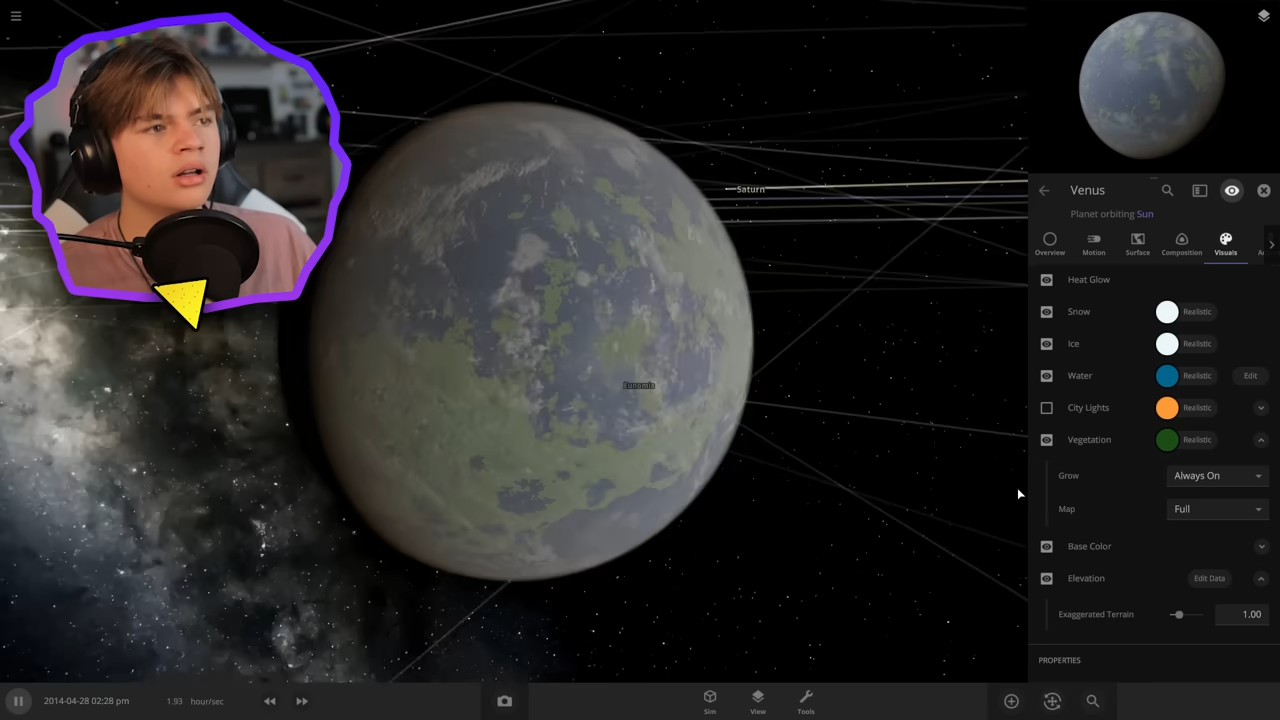 Saturn
Eunomia
Venus
Planet orbiting Sun
Overview Motion Surface Composition Visuals A
Heat Glow
Snow Realistic
Ice Realistic
Water Realistic Edit
City Lights Realistic
Vegetation Realistic
Grow Always On
Map Full
Base Color
Elevation Edit Data
Exaggerated Terrain 1.00
PROPERTIES
2014-04-28 02:28 pm 1.93 hour/sec
Sim View Tools